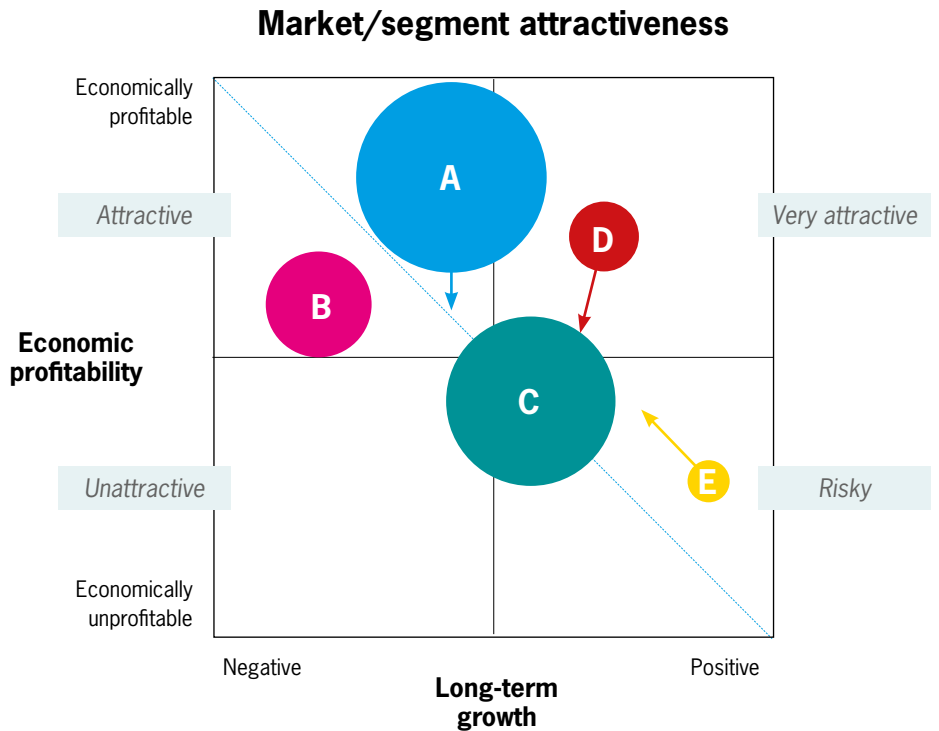 Market/segment attractiveness
Economically
profitable
A
Attractive
Very attractive
D
B
Economic
profitability
C
Unattractive
E
Risky
Economically
unprofitable
Negative
Positive
Long-term
growth